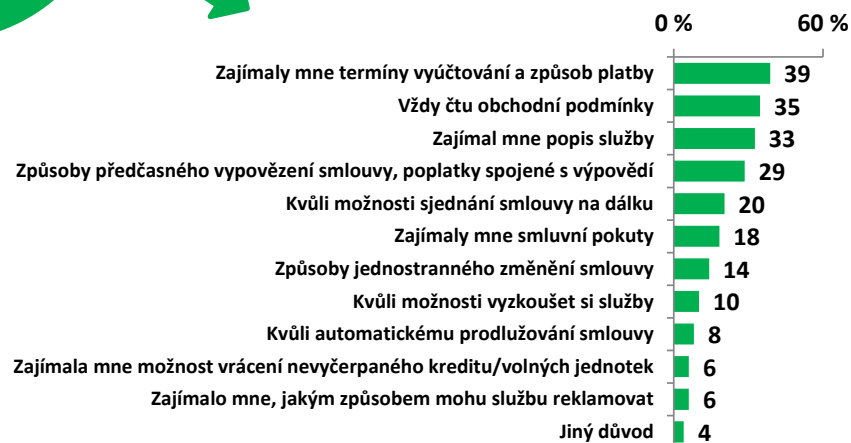 0 % 60 %
Zajímaly mne termíny vyúčtování a způsob platby 39
Vždy čtu obchodní podmínky 35
Zajímal mne popis služby 33
Způsoby předčasného vypovězení smlouvy, poplatky spojené s výpovědí 29
Kvůli možnosti sjednání smlouvy na dálku 20
Zajímaly mne smluvní pokuty 18
Způsoby jednostranného změnění smlouvy 14
Kvůli možnosti vyzkoušet si služby 10
Kvůli automatickému prodlužování smlouvy 8
Zajímala mne možnost vrácení nevyčerpaného kreditu/volných jednotek 6
Zajímalo mne, jakým způsobem mohu službu reklamovat 6
Jiný důvod 4